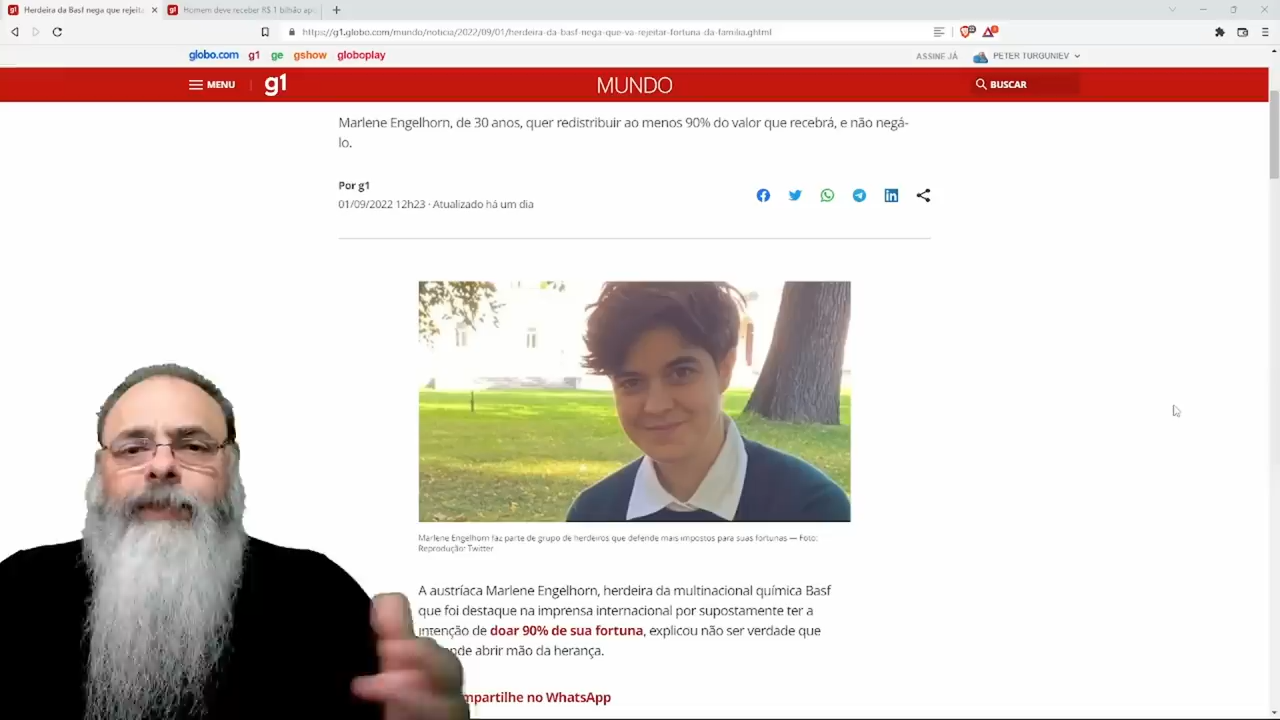 Herdeira da Basf nega que rejeita
Homem deve receber R$ 1 bilhão apó
https://g1.globo.com/mundo/noticia/2022/09/01/herdeira-da-basf-nega-que-va-rejeitar-fortuna-da-familia.ghtml
globo.com g1 ge gshow globoplay
ASSINE JÁ PETER TURGUNIEV
MENU g1 MUNDO BUSCAR
Marlene Engelhorn, de 30 anos, quer redistribuir ao menos 90% do valor que receberá, e não negá-
lo.
Por g1
01/09/2022 12h23 · Atualizado há um dia
Marlene Engelhorn faz parte de grupo de herdeiros que defende mais impostos para suas fortunas — Foto:
Reprodução: Twitter
A austríaca Marlene Engelhorn, herdeira da multinacional química Basf
que foi destaque na imprensa internacional por supostamente ter a
intenção de doar 90% de sua fortuna, explicou não ser verdade que
nde abrir mão da herança.
mpartilhe no WhatsApp